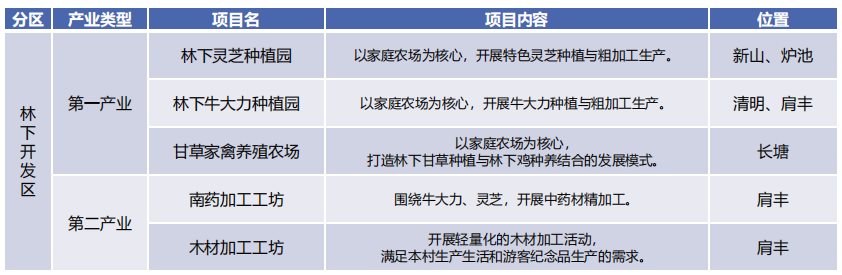 分区 产业类型 项目名 项目内容 位置
林下开发区
第一产业
林下灵芝种植园 以家庭农场为核心，开展特色灵芝种植与粗加工生产。 新山、炉池
林下牛大力种植园 以家庭农场为核心，开展牛大力种植与粗加工生产。 清明、肩丰
甘草家禽养殖农场 以家庭农场为核心，
打造林下甘草种植与林下鸡种养结合的发展模式。 长塘
第二产业
南药加工工坊 围绕牛大力、灵芝，开展中药材精加工。 肩丰
木材加工工坊 开展轻量化的木材加工活动，
满足本村生产生活和游客纪念品生产的需求。 肩丰